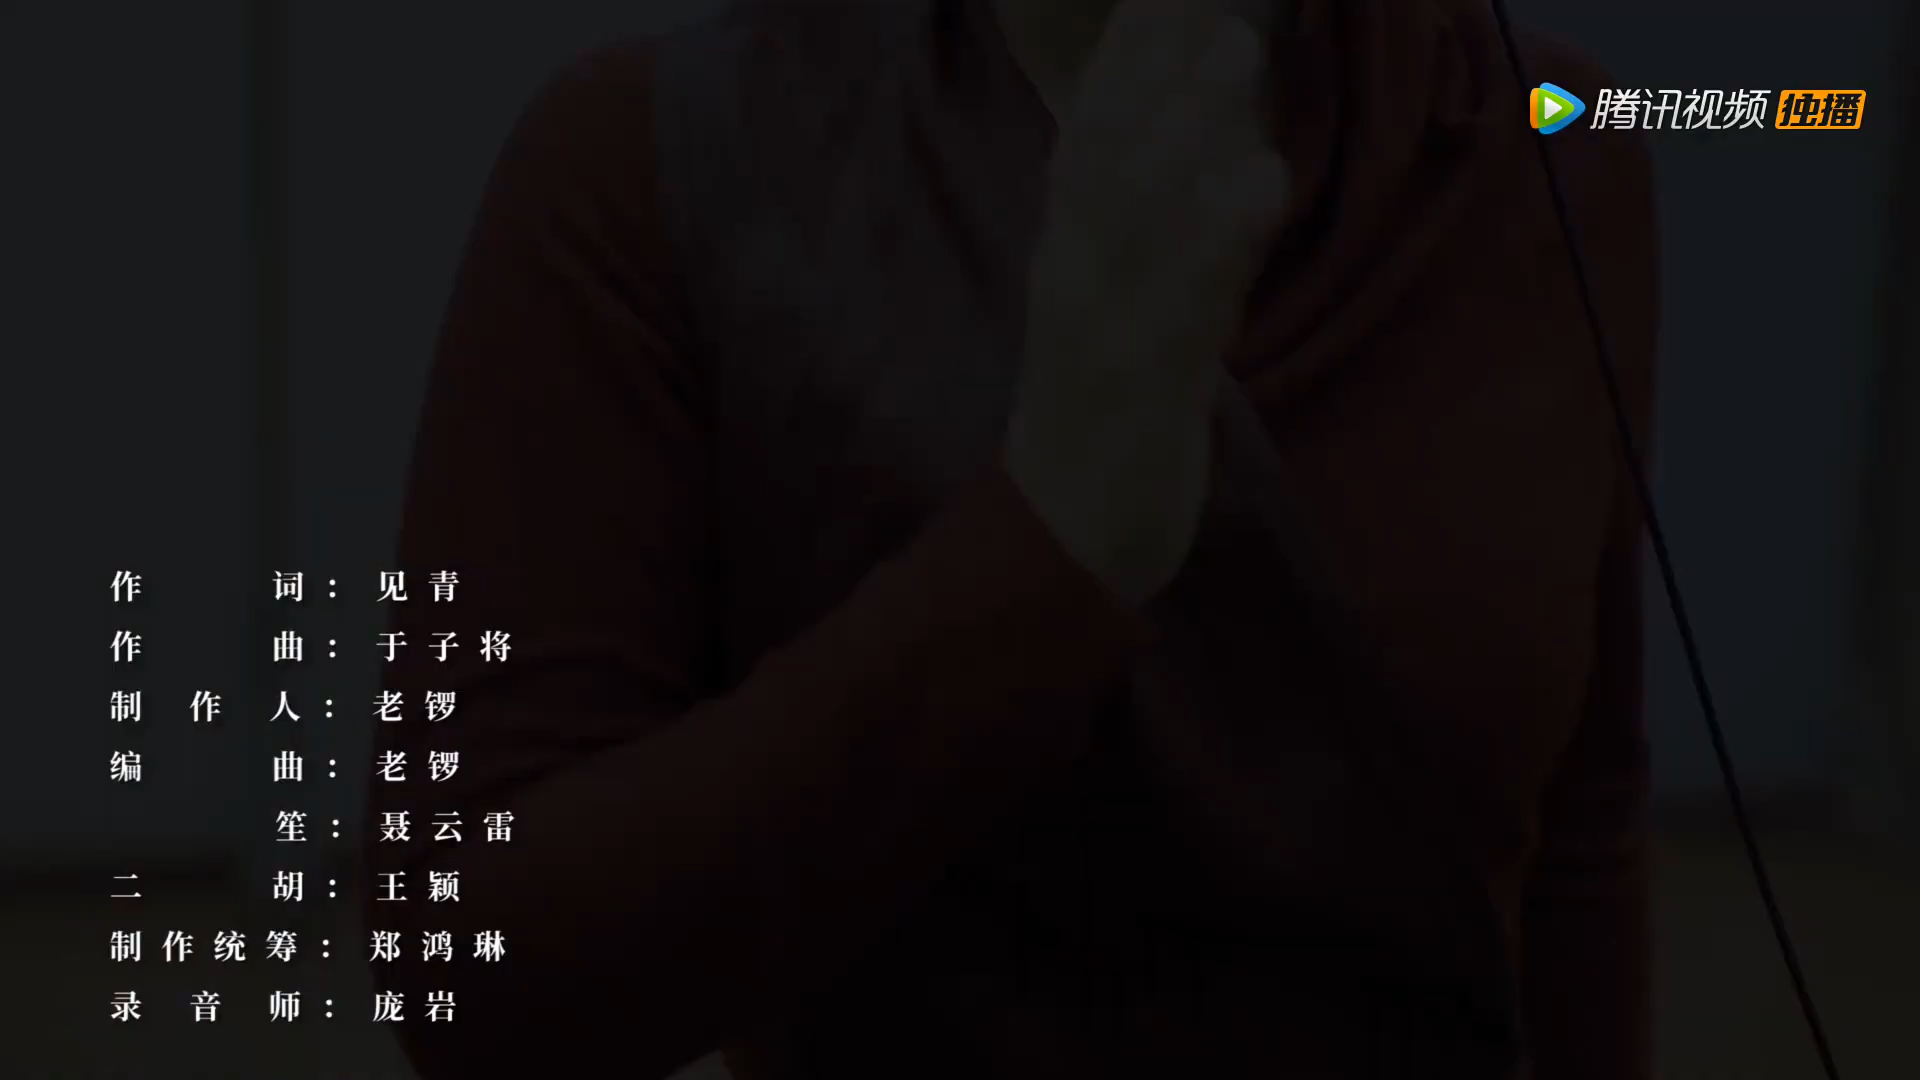 腾讯视频 独播
作词：见青
作曲：于子将
制作人：老锣
编曲：老锣
笙：聂云雷
二胡：王颖
制作统筹：郑鸿琳
录音师：庞岩